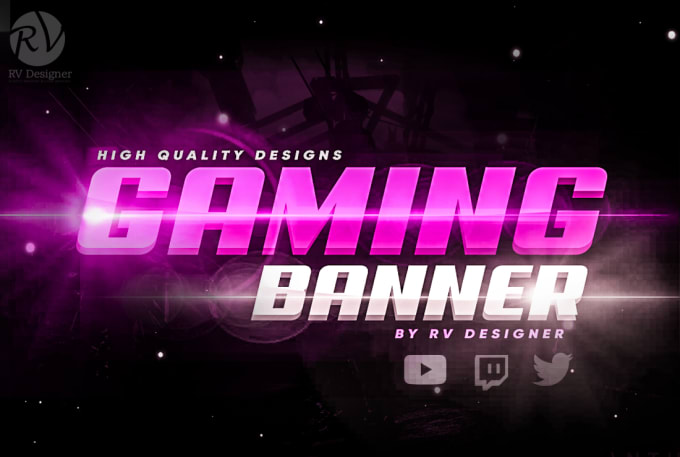 RV
RV Designer
HIGH QUALITY DESIGNS
GAMING
BANNER
BY RV DESIGNER